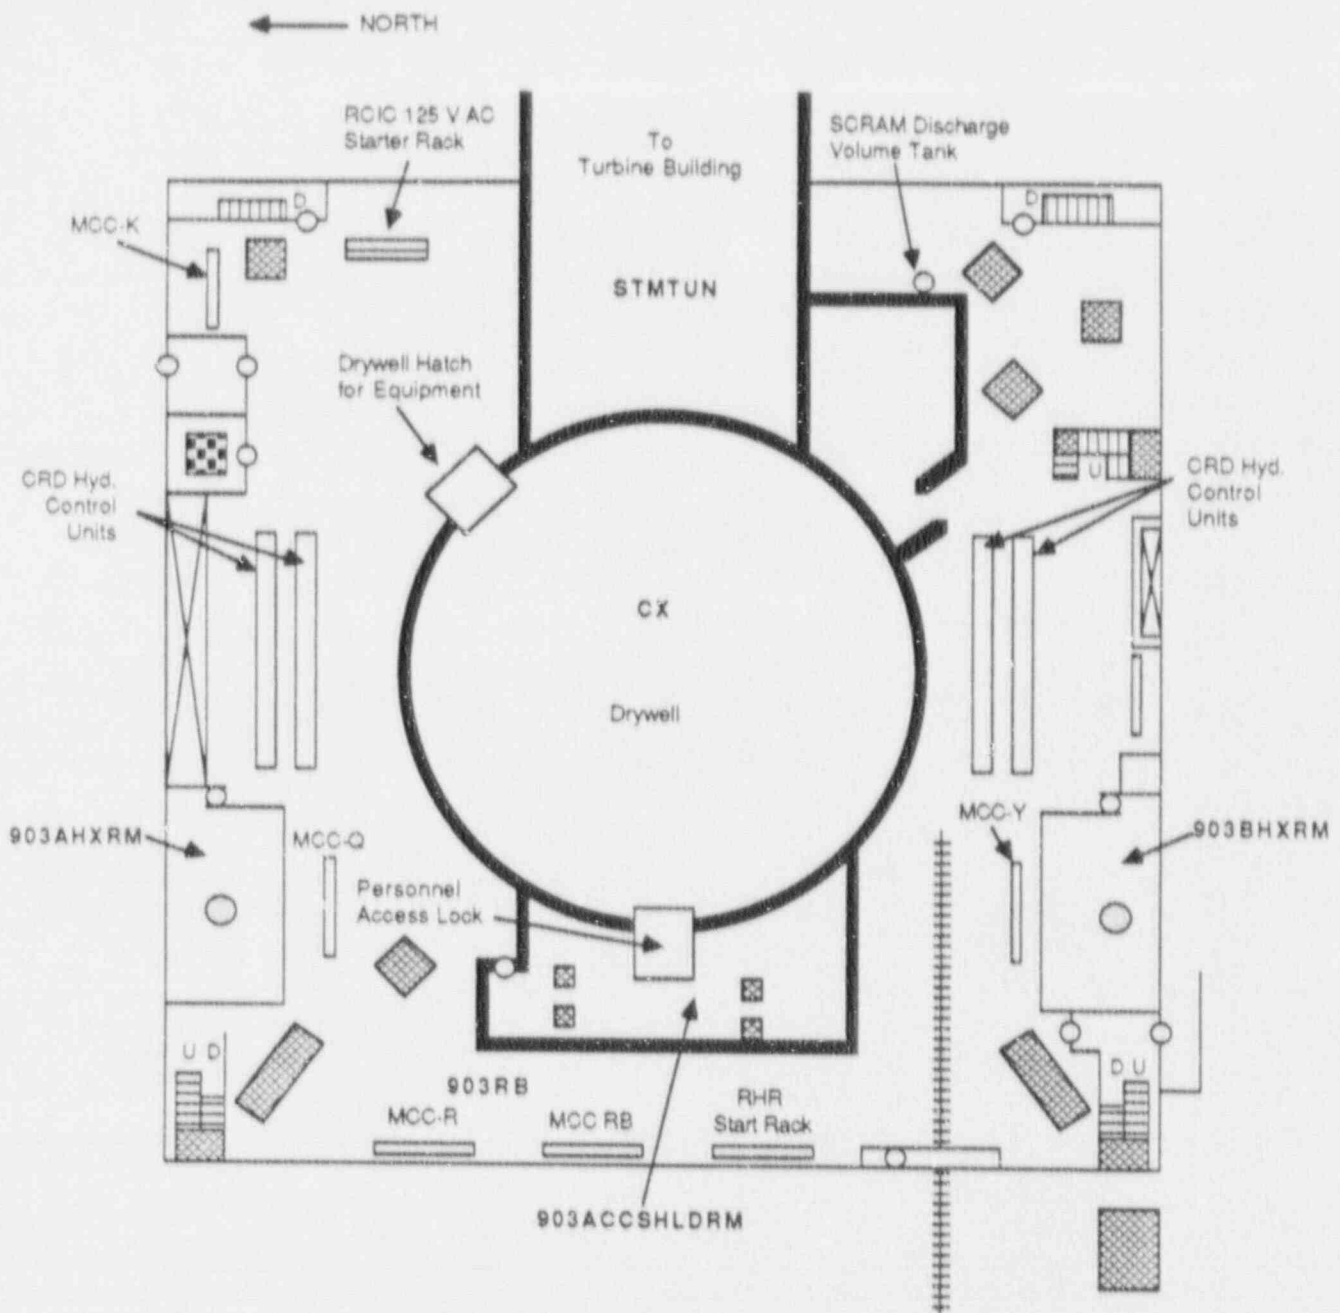 NORTH
RCIC 125 V AC
Starter Rack
To
Turbine Building
SCRAM Discharge
Volume Tank
D
D
MCC-K
STMTUN
Drywell Hatch
for Equipment
CRD Hyd.
Control
Units
U
CRD Hyd.
Control
Units
CX
Drywell
903AHXRM
MCC-Q
MCC-Y
903BHXRM
Personnel
Access Lock
U D
D U
903RB
MCC-R
MCC RB
RHR
Start Rack
903ACCSHLDRM